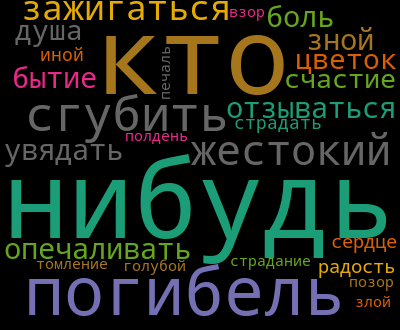 зажигаться взор боль
душа кто зной
иной печаль цветок
бытие счастие
сгубить отзываться
страдать
полдень
увядать жестокий
нибудь
сердце
опечаливать
томление голубой страдание радость
погибель позор
злой